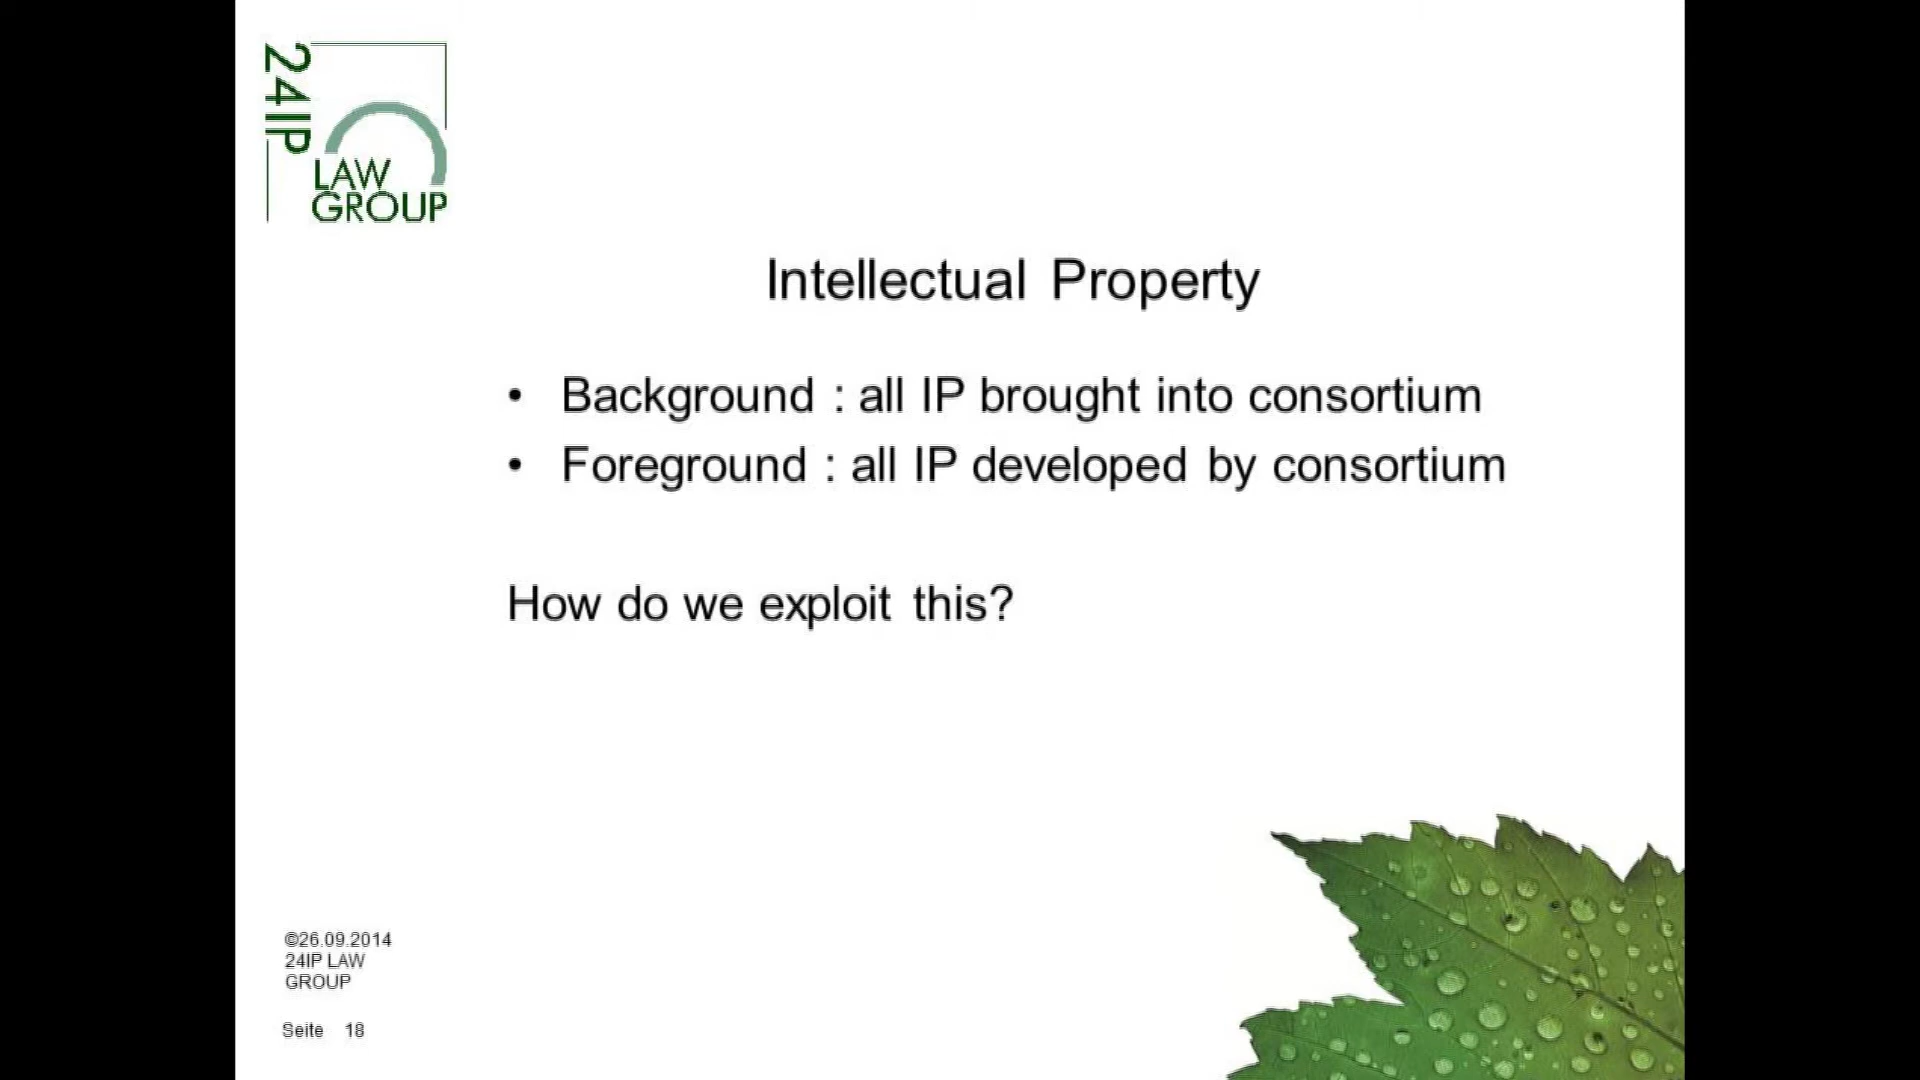 24IP
LAW
GROUP
Intellectual Property
• Background : all IP brought into consortium
• Foreground : all IP developed by consortium
How do we exploit this?
©26.09.2014
24IP LAW
GROUP
Seite 18